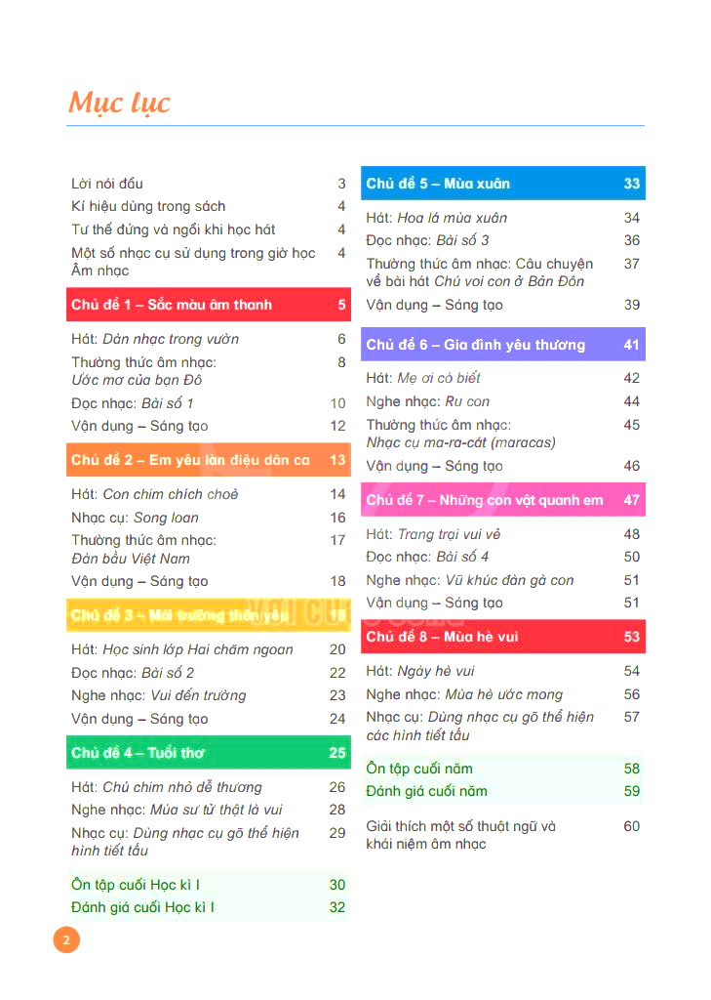 Mục lục
Lời nói đầu 3
Kí hiệu dùng trong sách 4
Tư thế đứng và ngồi khi học hát 4
Một số nhạc cụ sử dụng trong giờ học 4
Âm nhạc
Chủ đề 1 – Sắc màu âm thanh 5
Hát: Dàn nhạc trong vườn 6
Thường thức âm nhạc: 8
Ước mơ của bạn Đô
Đọc nhạc: Bài số 1 10
Vận dụng – Sáng tạo 12
Chủ đề 2 – Em yêu làn điệu dân ca 13
Hát: Con chim chích choè 14
Nhạc cụ: Song loan 16
Thường thức âm nhạc: 17
Đàn bầu Việt Nam
Vận dụng – Sáng tạo 18
Chủ đề 3 – Mái trường thân yêu 19
Hát: Học sinh lớp Hai chăm ngoan 20
Đọc nhạc: Bài số 2 22
Nghe nhạc: Vui đến trường 23
Vận dụng – Sáng tạo 24
Chủ đề 4 – Tuổi thơ 25
Hát: Chú chim nhỏ dễ thương 26
Nghe nhạc: Múa sư tử thật là vui 28
Nhạc cụ: Dùng nhạc cụ gõ thể hiện 29
hình tiết tấu
Ôn tập cuối Học kì I 30
Đánh giá cuối Học kì I 32
Chủ đề 5 – Mùa xuân 33
Hát: Hoa lá mùa xuân 34
Đọc nhạc: Bài số 3 36
Thường thức âm nhạc: Câu chuyện 37
về bài hát Chú voi con ở Bản Đôn
Vận dụng – Sáng tạo 39
Chủ đề 6 – Gia đình yêu thương 41
Hát: Mẹ ơi có biết 42
Nghe nhạc: Ru con 44
Thường thức âm nhạc: 45
Nhạc cụ ma-ra-cát (maracas)
Vận dụng – Sáng tạo 46
Chủ đề 7 – Những con vật quanh em 47
Hát: Trang trại vui vẻ 48
Đọc nhạc: Bài số 4 50
Nghe nhạc: Vũ khúc đàn gà con 51
Vận dụng – Sáng tạo 51
Chủ đề 8 – Mùa hè vui 53
Hát: Ngày hè vui 54
Nghe nhạc: Mùa hè ước mong 56
Nhạc cụ: Dùng nhạc cụ gõ thể hiện 57
các hình tiết tấu
Ôn tập cuối năm 58
Đánh giá cuối năm 59
Giải thích một số thuật ngữ và 60
khái niệm âm nhạc
2